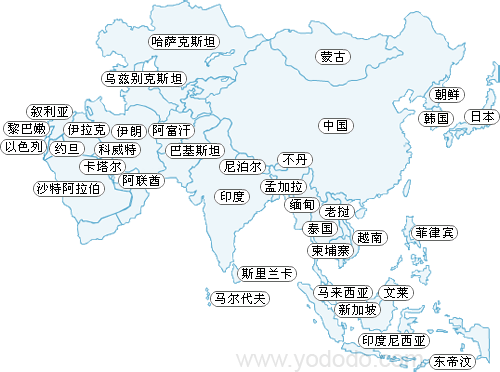 哈萨克斯坦
蒙古
乌兹别克斯坦
朝鲜
叙利亚
日本
韩国
黎巴嫩
伊拉克
伊朗
阿富汗
中国
以色列
约旦
科威特
巴基斯坦
卡塔尔
尼泊尔
不丹
沙特阿拉伯
阿联酋
孟加拉
印度
缅甸
老挝
泰国
菲律宾
越南
柬埔寨
斯里兰卡
马来西亚
文莱
马尔代夫
新加坡
印度尼西亚
www.yododo.com
东帝汶